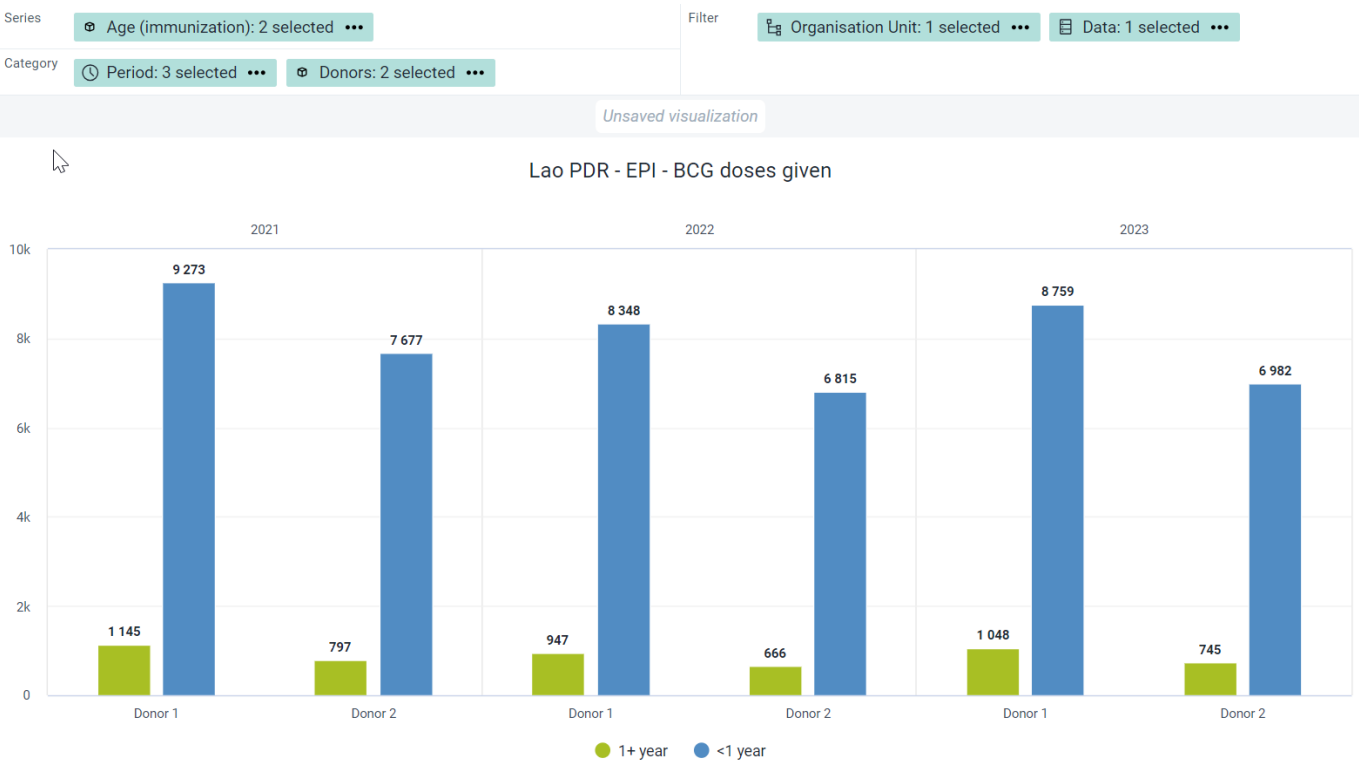 Series
Age (immunization): 2 selected •••
Filter
Organisation Unit: 1 selected •••
Data: 1 selected •••
Category
Period: 3 selected •••
Donors: 2 selected •••
Unsaved visualization
Lao PDR - EPI - BCG doses given
2021
2022
2023
10k
8k
6k
4k
2k
0
1 145
9 273
797
7 677
947
8 348
666
6 815
1 048
8 759
745
6 982
Donor 1
Donor 2
Donor 1
Donor 2
Donor 1
Donor 2
1+ year
<1 year